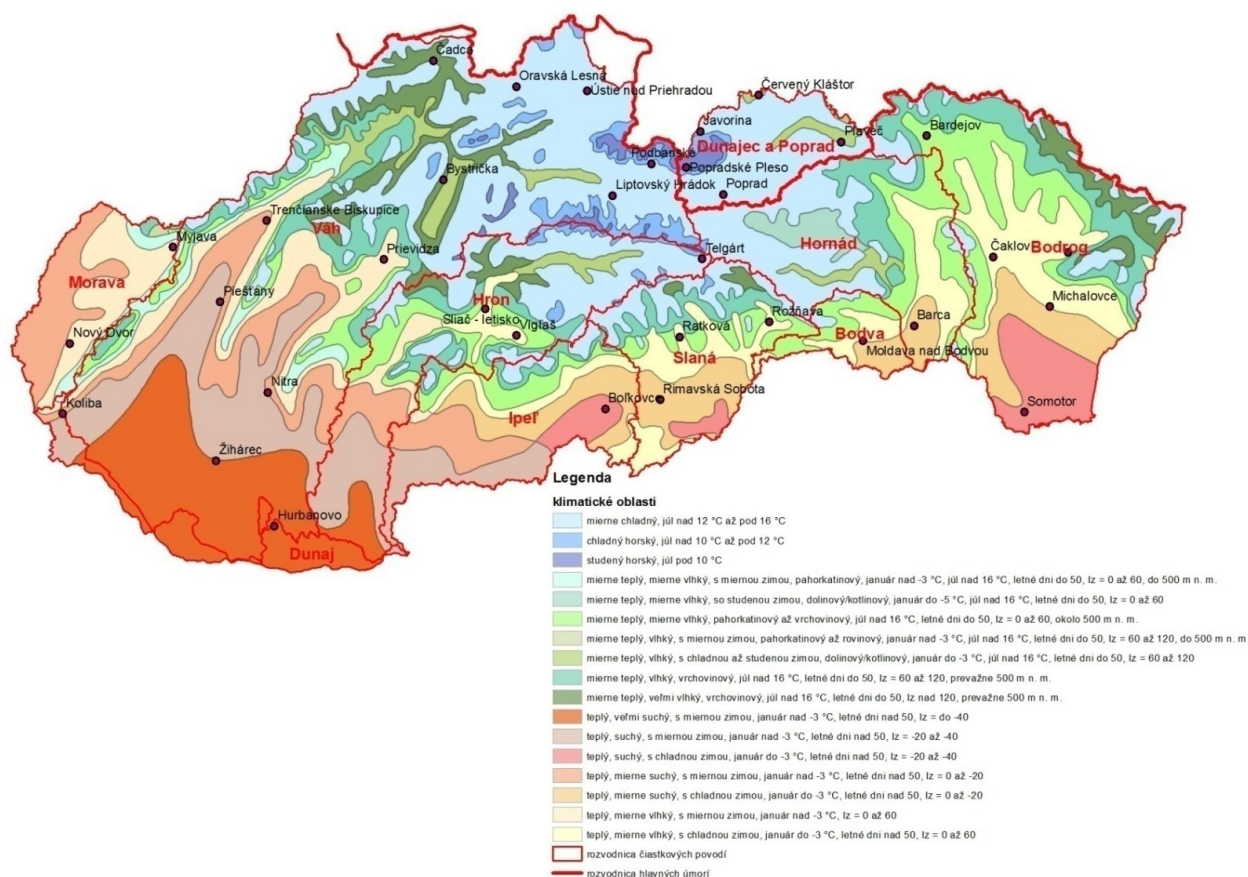 Čadca
Oravská Lesná
Ústie nad Priehradou
Červený Kláštor
Javorina
Dunajec a Poprad
Plaveč
Bardejov
Podbanské
Popradské Pleso
Bystrička
Liptovský Hrádok
Poprad
Trenčianske Biskupice
Váh
Myjava
Prievidza
Telgárt
Hornád
Čaklov
Bodrog
Morava
Piešťany
Hron
Sliač - letisko
Vígľaš
Michalovce
Nový Dvor
Ratková
Rožňava
Barca
Slaná
Bodva
Moldava nad Bodvou
Nitra
Rimavská Sobota
Koliba
Ipeľ
Boľkovce
Somotor
Žihárec
Hurbanovo
Dunaj
Legenda
klimatické oblasti
mierne chladný, júl nad 12 °C až pod 16 °C
chladný horský, júl nad 10 °C až pod 12 °C
studený horský, júl pod 10 °C
mierne teplý, mierne vlhký, s miernou zimou, pahorkatinový, január nad -3 °C, júl nad 16 °C, letné dni do 50, Iz = 0 až 60, do 500 m n. m.
mierne teplý, mierne vlhký, so studenou zimou, dolinový/kotlinový, január do -5 °C, júl nad 16 °C, letné dni do 50, Iz = 0 až 60
mierne teplý, mierne vlhký, pahorkatinový až vrchovinový, júl nad 16 °C, letné dni do 50, Iz = 0 až 60, okolo 500 m n. m.
mierne teplý, vlhký, s miernou zimou, pahorkatinový až rovinový, január nad -3 °C, júl nad 16 °C, letné dni do 50, Iz = 60 až 120, do 500 m n. m.
mierne teplý, vlhký, s chladnou až studenou zimou, dolinový/kotlinový, január do -3 °C, júl nad 16 °C, letné dni do 50, Iz = 60 až 120
mierne teplý, vlhký, vrchovinový, júl nad 16 °C, letné dni do 50, Iz = 60 až 120, prevažne 500 m n. m.
mierne teplý, veľmi vlhký, vrchovinový, júl nad 16 °C, letné dni do 50, Iz nad 120, prevažne 500 m n. m.
teplý, veľmi suchý, s miernou zimou, január nad -3 °C, letné dni nad 50, Iz = do -40
teplý, suchý, s miernou zimou, január nad -3 °C, letné dni nad 50, Iz = -20 až -40
teplý, suchý, s chladnou zimou, január do -3 °C, letné dni nad 50, Iz = -20 až -40
teplý, mierne suchý, s miernou zimou, január nad -3 °C, letné dni nad 50, Iz = 0 až -20
teplý, mierne suchý, s chladnou zimou, január do -3 °C, letné dni nad 50, Iz = 0 až -20
teplý, mierne vlhký, s miernou zimou, január nad -3 °C, Iz = 0 až 60
teplý, mierne vlhký, s chladnou zimou, január do -3 °C, letné dni nad 50, Iz = 0 až 60
rozvodnica čiastkových povodí
rozvodnica hlavných úmorí